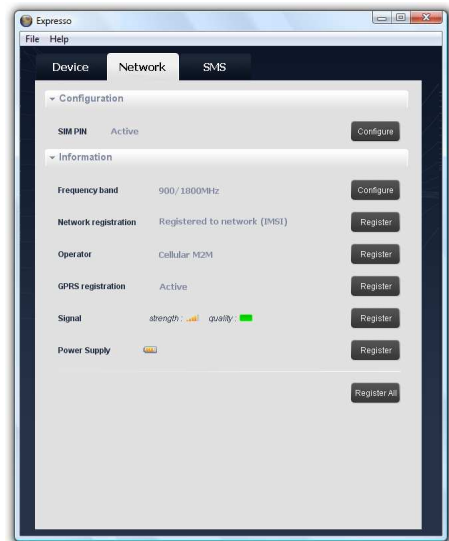 Expresso
File Help
Device Network SMS
Configuration
SIM PIN Active Configure
Information
Frequency band 900/1800MHz Configure
Network registration Registered to network (IMSI) Register
Operator Cellular M2M Register
GPRS registration Active Register
Signal strength : quality : Register
Power Supply Register
Register All